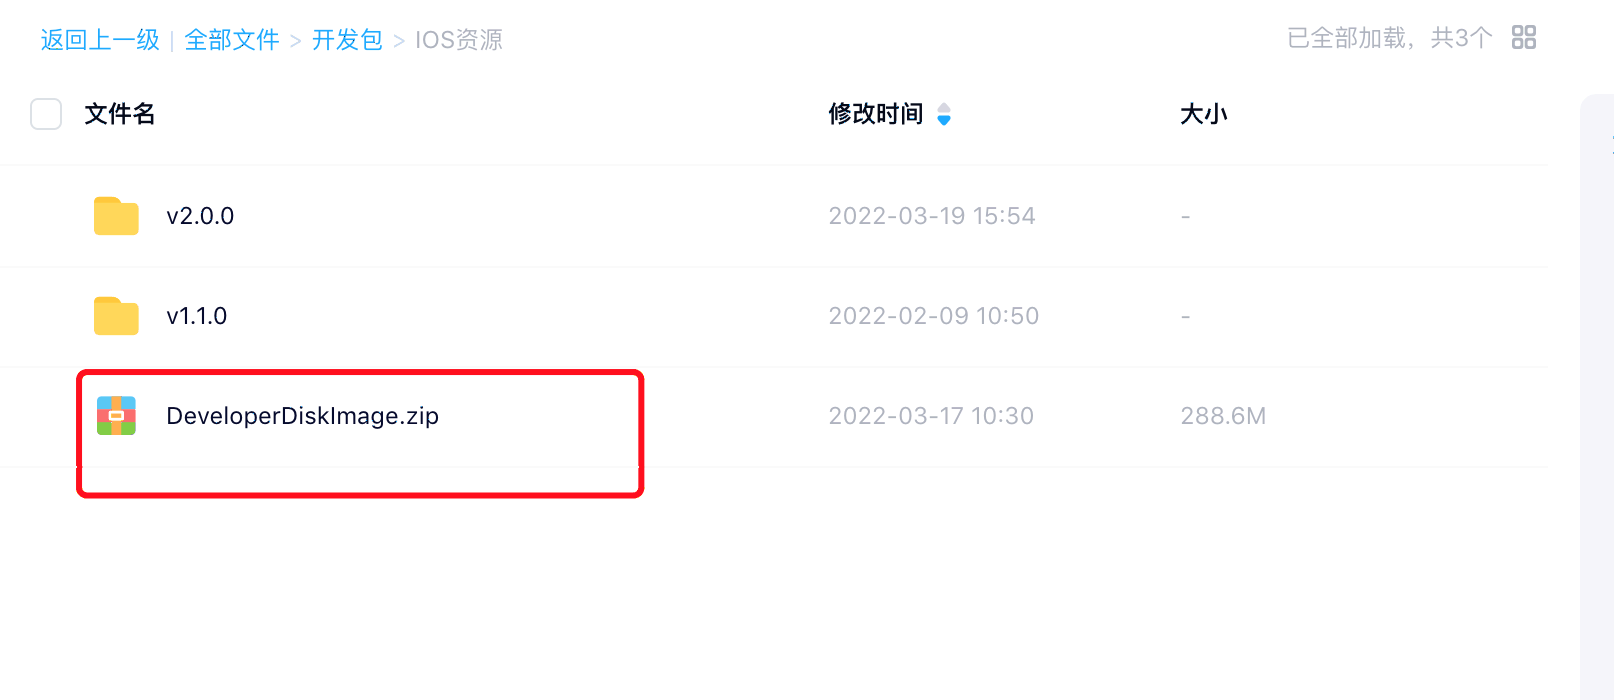 返回上一级 | 全部文件 > 开发包 > IOS资源
已全部加载，共3个
文件名 修改时间 大小
v2.0.0 2022-03-19 15:54 -
v1.1.0 2022-02-09 10:50 -
DeveloperDiskImage.zip 2022-03-17 10:30 288.6M